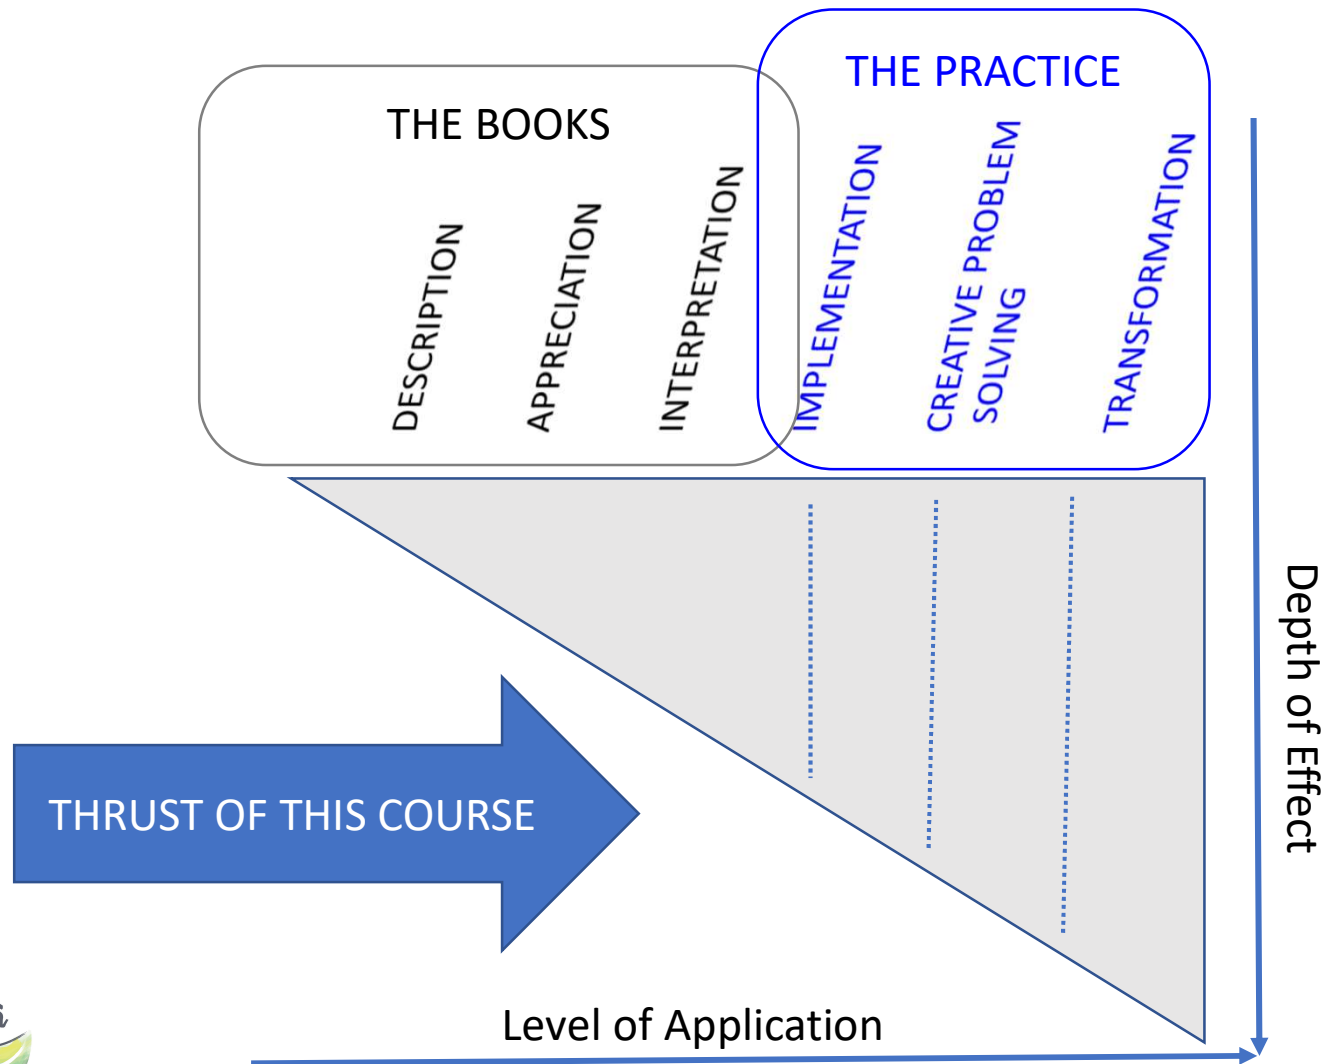 THE PRACTICE
THE BOOKS
DESCRIPTION
APPRECIATION
INTERPRETATION
IMPLEMENTATION
CREATIVE PROBLEM
SOLVING
TRANSFORMATION
Depth of Effect
THRUST OF THIS COURSE
Level of Application